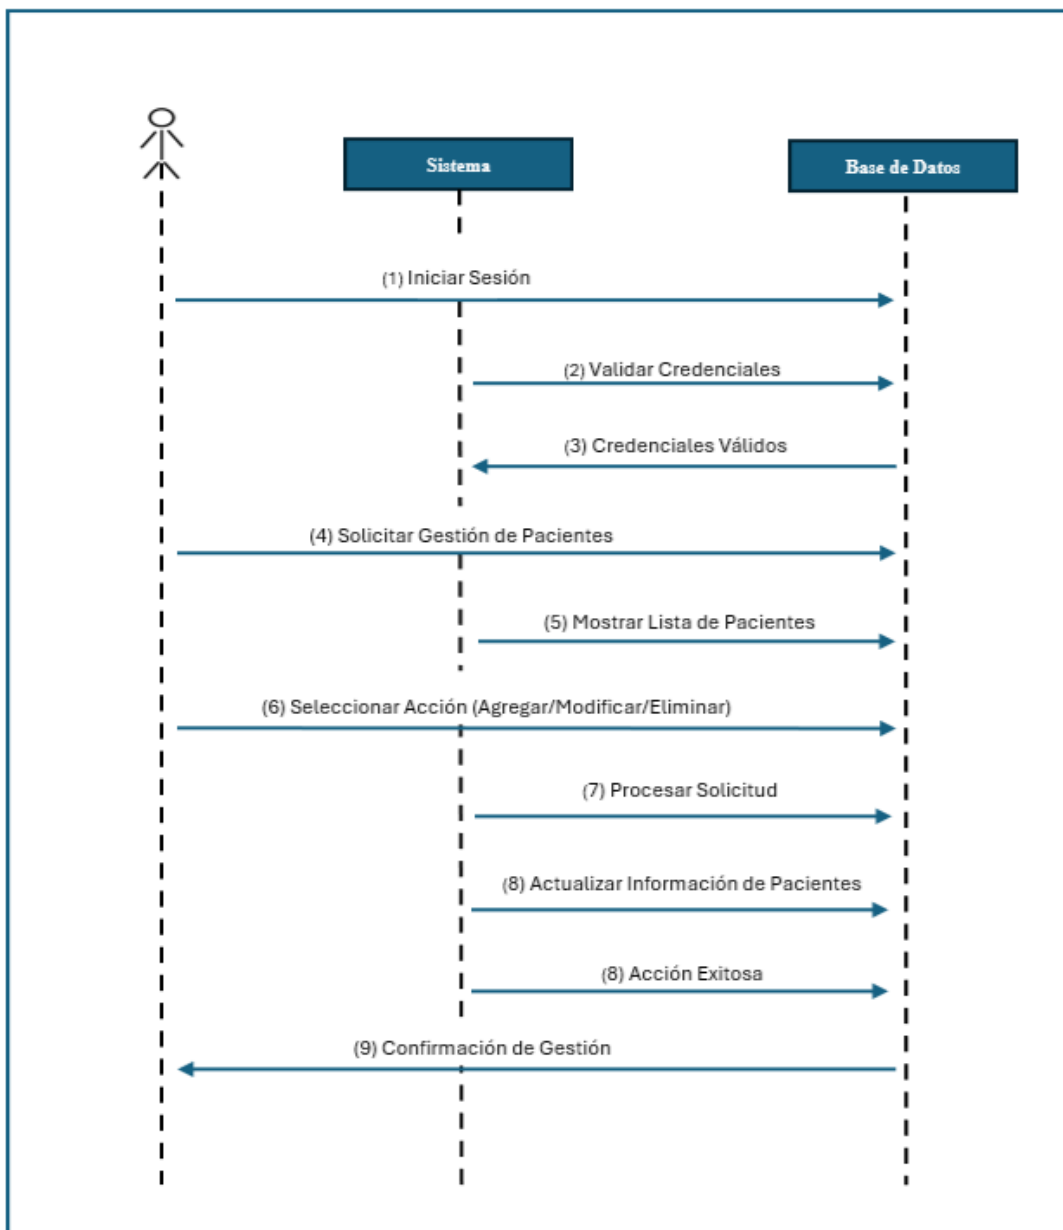 Sistema
Base de Datos
(1) Iniciar Sesión
(2) Validar Credenciales
(3) Credenciales Válidos
(4) Solicitar Gestión de Pacientes
(5) Mostrar Lista de Pacientes
(6) Seleccionar Acción (Agregar/Modificar/Eliminar)
(7) Procesar Solicitud
(8) Actualizar Información de Pacientes
(8) Acción Exitosa
(9) Confirmación de Gestión